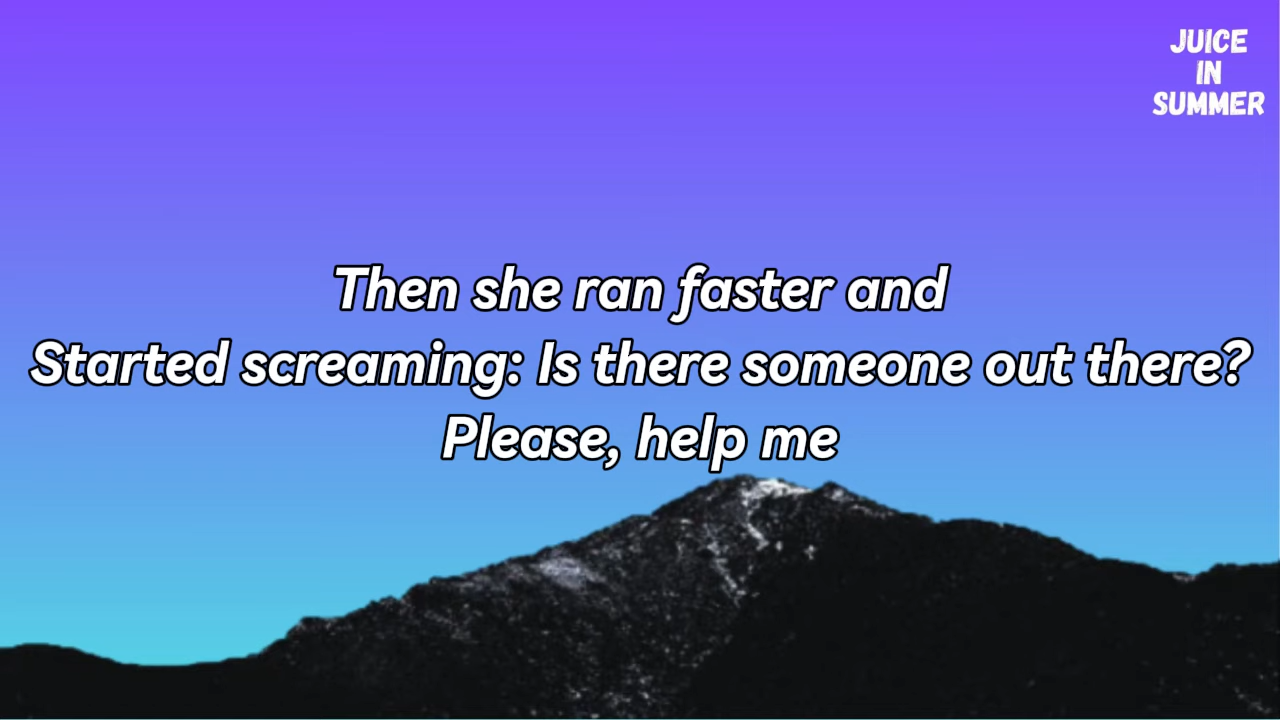 JUICE
IN
SUMMER
Then she ran faster and
Started screaming: Is there someone out there?
Please, help me